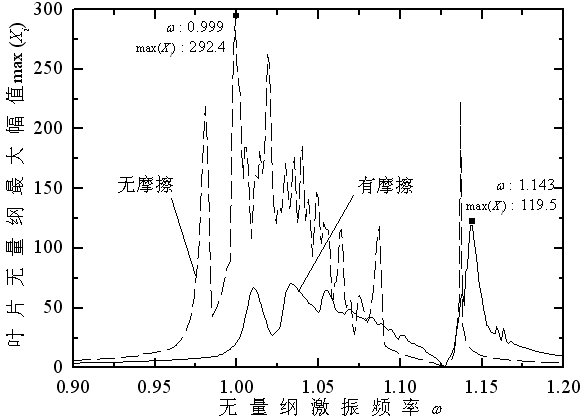 叶片无量纲最大幅值max(Xi)
300
250
200
150
100
50
0
ω : 0.999
max(X) : 292.4
无摩擦
有摩擦
ω : 1.143
max(X) : 119.5
0.90 0.95 1.00 1.05 1.10 1.15 1.20
无量纲激振频率ω